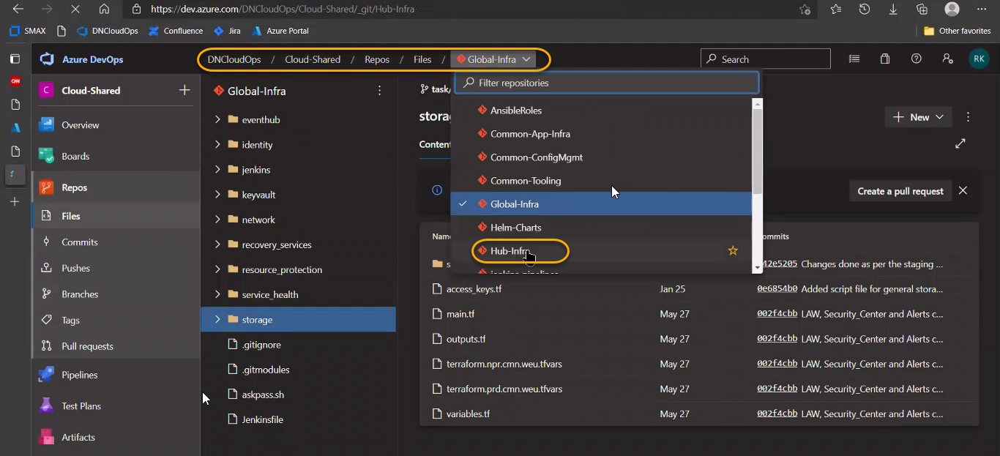 https://dev.azure.com/DNCloudOps/Cloud-Shared/_git/Hub-Infra
SMAX DNCloudOps Confluence Jira Azure Portal Other favorites
Azure DevOps
DNCloudOps / Cloud-Shared / Repos / Files / Global-Infra
Search
RK
CNN
C Cloud-Shared
Overview
Boards
Repos
Files
Commits
Pushes
Branches
Tags
Pull requests
Pipelines
Test Plans
Artifacts
Global-Infra
eventhub
identity
jenkins
keyvault
network
recovery_services
resource_protection
service_health
storage
.gitignore
.gitmodules
askpass.sh
Jenkinsfile
task/
New
Filter repositories
AnsibleRoles
Common-App-Infra
Common-ConfigMgmt
Common-Tooling
Global-Infra
Helm-Charts
Hub-Infra
Create a pull request
Changes done as per the staging ...
access_keys.tf Jan 25 0e6854b0 Added script file for general stora...
main.tf May 27 002f4cbb LAW, Security_Center and Alerts c...
outputs.tf May 27 002f4cbb LAW, Security_Center and Alerts c...
terraform.npr.cmn.weu.tfvars May 27 002f4cbb LAW, Security_Center and Alerts c...
terraform.prd.cmn.weu.tfvars May 27 002f4cbb LAW, Security_Center and Alerts c...
variables.tf May 27 002f4cbb LAW, Security_Center and Alerts c...